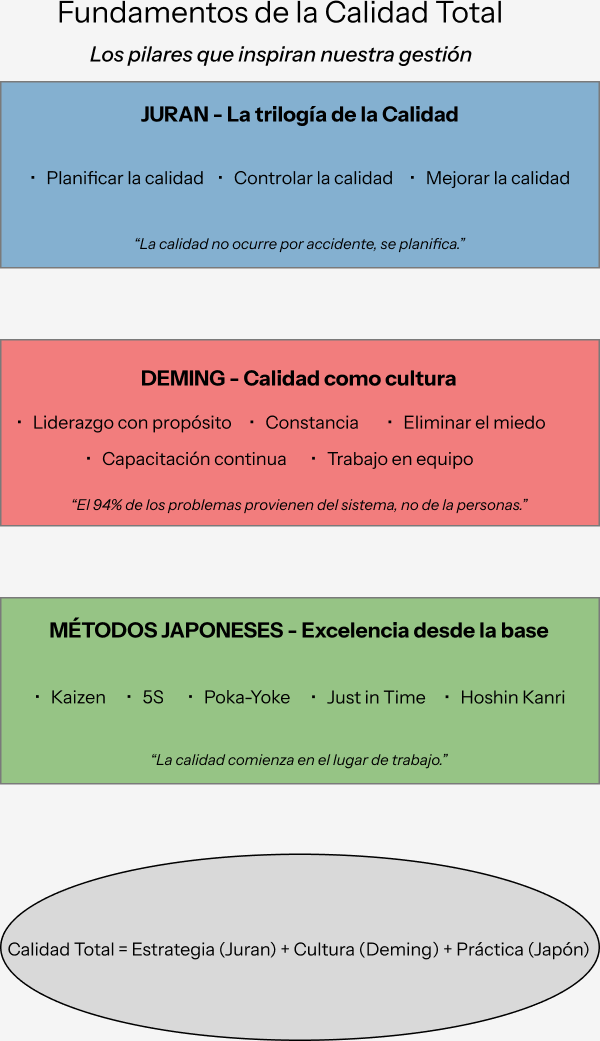 Fundamentos de la Calidad Total
Los pilares que inspiran nuestra gestión
JURAN - La trilogía de la Calidad
· Planificar la calidad · Controlar la calidad · Mejorar la calidad
“La calidad no ocurre por accidente, se planifica.”
DEMING - Calidad como cultura
· Liderazgo con propósito · Constancia · Eliminar el miedo
· Capacitación continua · Trabajo en equipo
“El 94% de los problemas provienen del sistema, no de la personas.”
MÉTODOS JAPONESES - Excelencia desde la base
· Kaizen · 5S · Poka-Yoke · Just in Time · Hoshin Kanri
“La calidad comienza en el lugar de trabajo.”
Calidad Total = Estrategia (Juran) + Cultura (Deming) + Práctica (Japón)